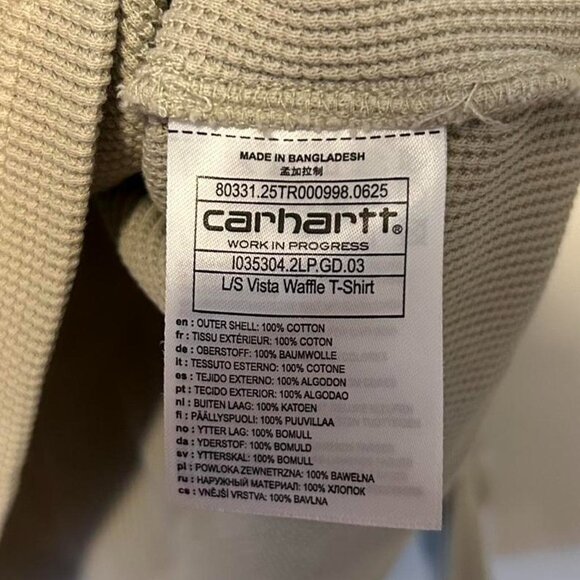 MADE IN BANGLADESH
孟加拉制
80331.25TR000998.0625
carhartt®
WORK IN PROGRESS
I035304.2LP.GD.03
L/S Vista Waffle T-Shirt
en : OUTER SHELL: 100% COTTON
fr : TISSU EXTÉRIEUR: 100% COTON
de : OBERSTOFF: 100% BAUMWOLLE
it : TESSUTO ESTERNO: 100% COTONE
es : TEJIDO EXTERNO: 100% ALGODON
pt : TECIDO EXTERIOR: 100% ALGODAO
nl : BUITEN LAAG: 100% KATOEN
fi : PÄÄLLYSPUOLI: 100% PUUVILLAA
no : YTTER LAG: 100% BOMULL
da : YDERSTOF: 100% BOMULD
sv : YTTERSKAL: 100% BOMULL
pl : POWLOKA ZEWNETRZNA: 100% BAWEŁNA
ru : НАРУЖНЫЙ МАТЕРИАЛ: 100% ХЛОПОК
cs : VNĚJŠÍ VRSTVA: 100% BAVLNA